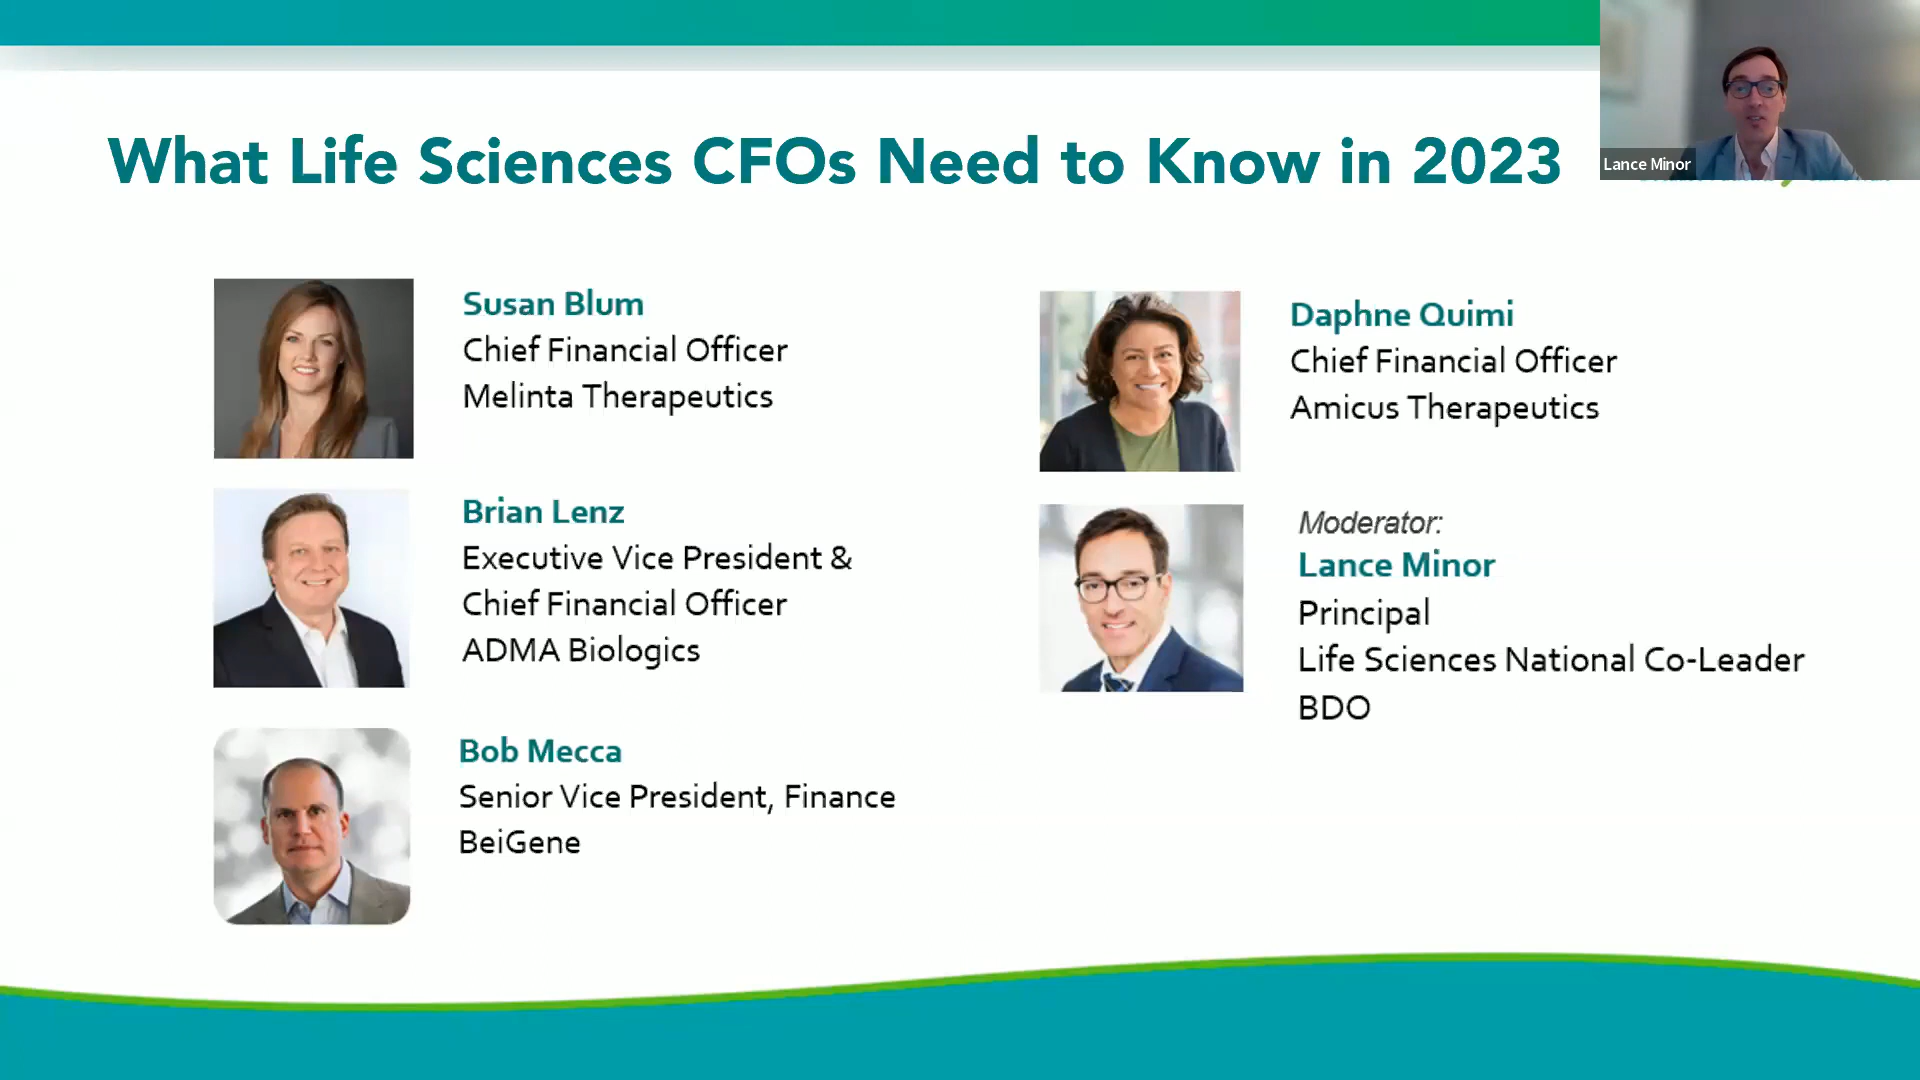 What Life Sciences CFOs Need to Know in 2023
Lance Minor
Susan Blum
Chief Financial Officer
Melinta Therapeutics
Brian Lenz
Executive Vice President &
Chief Financial Officer
ADMA Biologics
Bob Mecca
Senior Vice President, Finance
BeiGene
Daphne Quimi
Chief Financial Officer
Amicus Therapeutics
Moderator:
Lance Minor
Principal
Life Sciences National Co-Leader
BDO